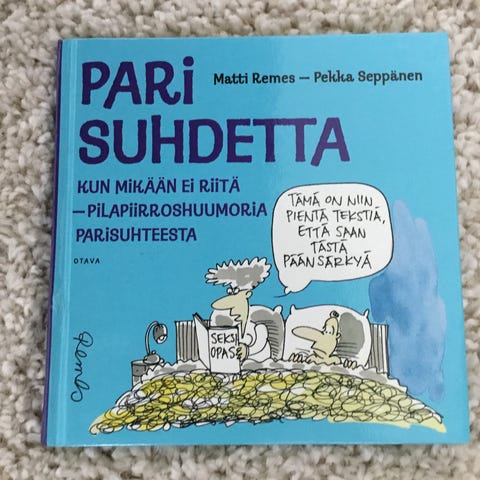 PARI
SUHDETTA
Matti Remes – Pekka Seppänen
KUN MIKÄÄN EI RIITÄ
–PILAPIIRROSHUUMORIA
PARISUHTEESTA
OTAVA
TÄMÄ ON NIIN
PIENTÄ TEKSTIÄ,
ETTÄ SAAN
TÄSTÄ
PÄÄNSÄRKYÄ
SEKSI
OPAS
Remes